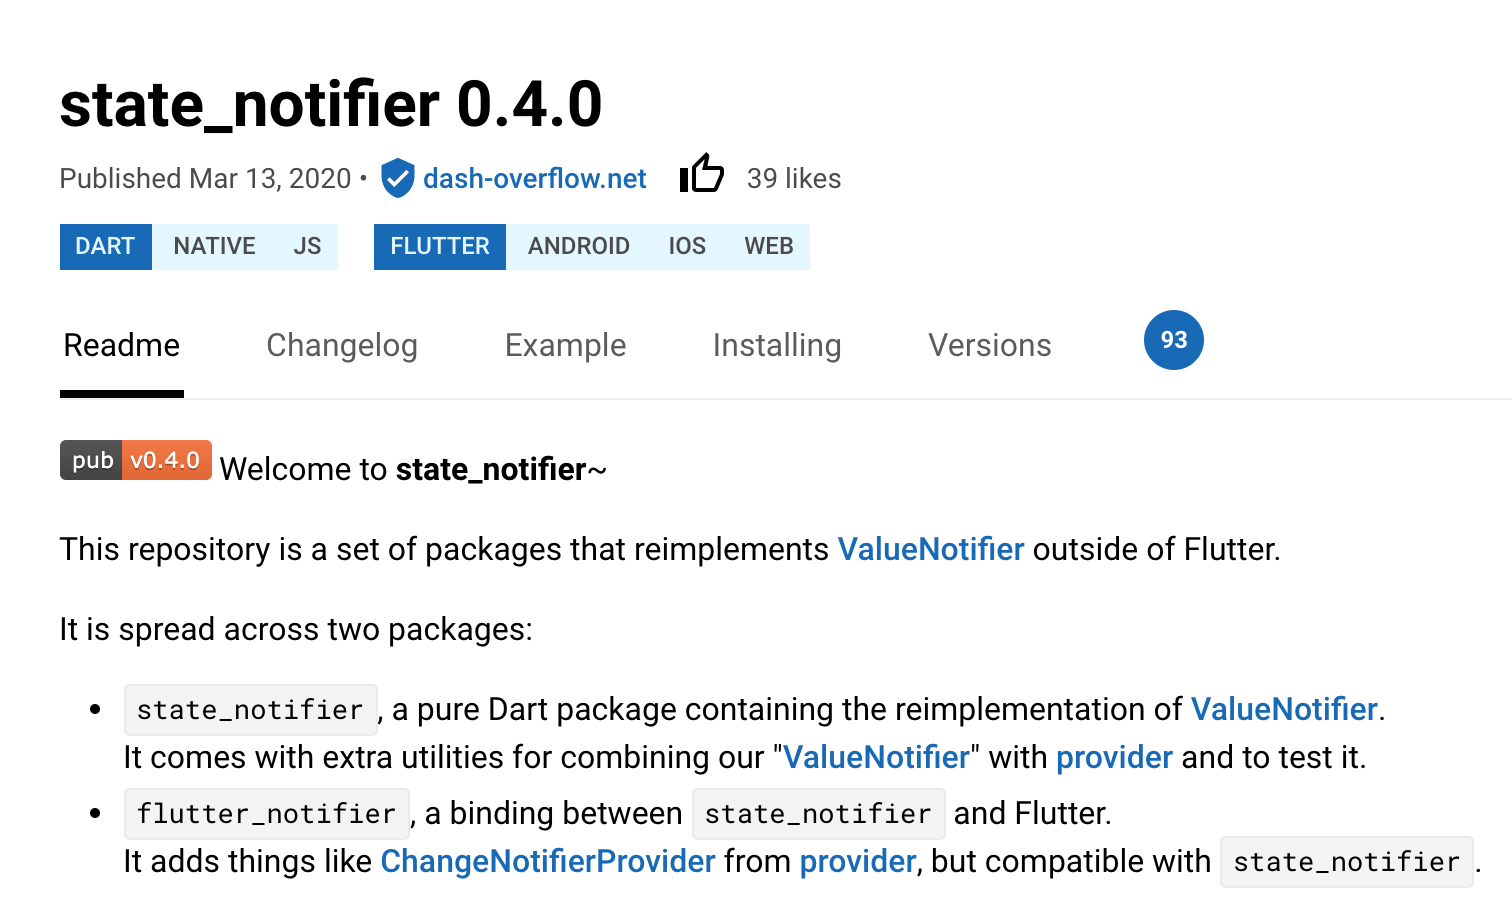 state_notifier 0.4.0
Published Mar 13, 2020 • dash-overflow.net 39 likes
DART NATIVE JS FLUTTER ANDROID IOS WEB
Readme Changelog Example Installing Versions 93
pub v0.4.0 Welcome to state_notifier~
This repository is a set of packages that reimplements ValueNotifier outside of Flutter.
It is spread across two packages:
• state_notifier, a pure Dart package containing the reimplementation of ValueNotifier.
It comes with extra utilities for combining our "ValueNotifier" with provider and to test it.
• flutter_notifier, a binding between state_notifier and Flutter.
It adds things like ChangeNotifierProvider from provider, but compatible with state_notifier.